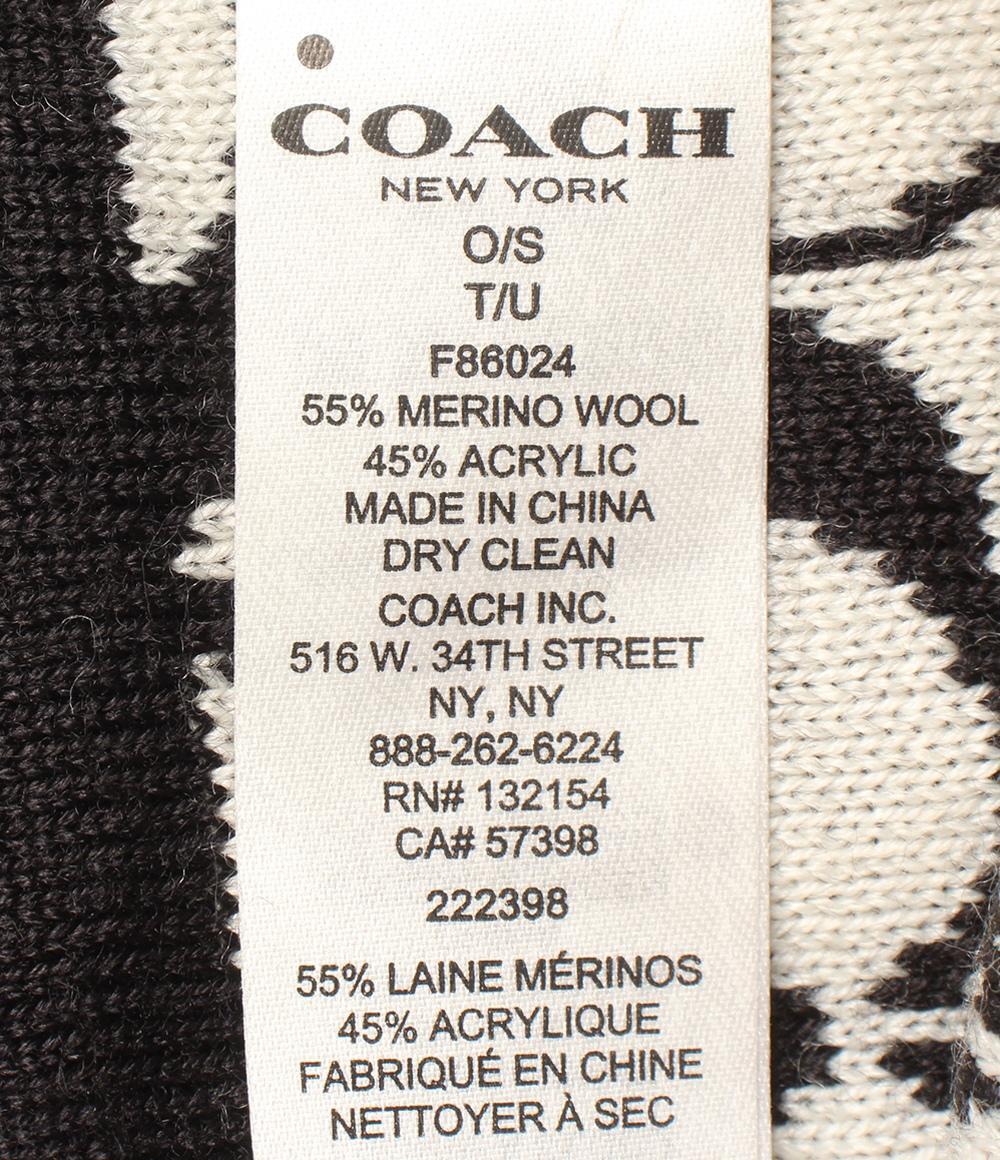 COACH
NEW YORK
O/S
T/U
F86024
55% MERINO WOOL
45% ACRYLIC
MADE IN CHINA
DRY CLEAN
COACH INC.
516 W. 34TH STREET
NY, NY
888-262-6224
RN# 132154
CA# 57398
222398
55% LAINE MÉRINOS
45% ACRYLIQUE
FABRIQUÉ EN CHINE
NETTOYER À SEC